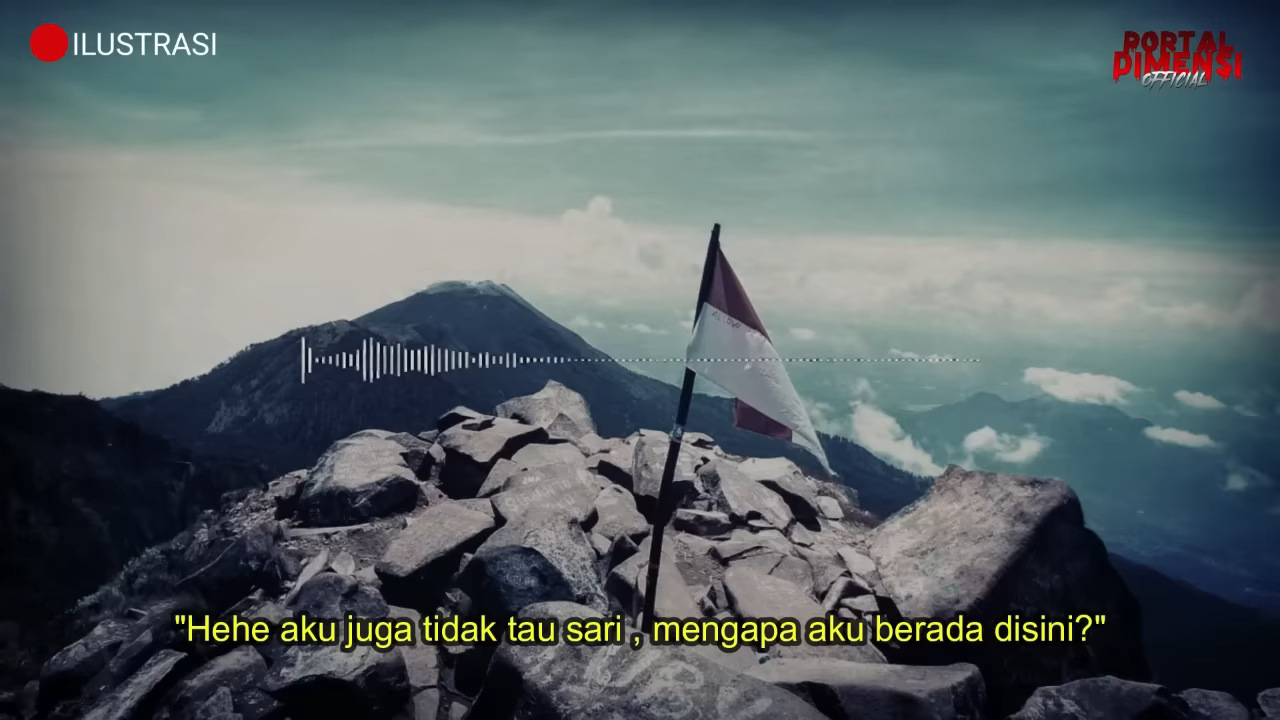 ILUSTRASI
PORTAL
DIMENSI
OFFICIAL
"Hehe aku juga tidak tau sari , mengapa aku berada disini?"